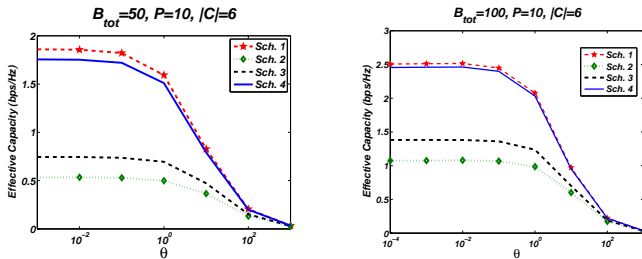 B_tot=50, P=10, |C|=6
Effective Capacity (bps/Hz)
2
1.5
1
0.5
0
10^-2
10^0
10^2
θ
Sch. 1
Sch. 2
Sch. 3
Sch. 4
B_tot=100, P=10, |C|=6
Effective Capacity (bps/Hz)
3
2.5
2
1.5
1
0.5
0
10^-4
10^-2
10^0
10^2
θ
Sch. 1
Sch. 2
Sch. 3
Sch. 4